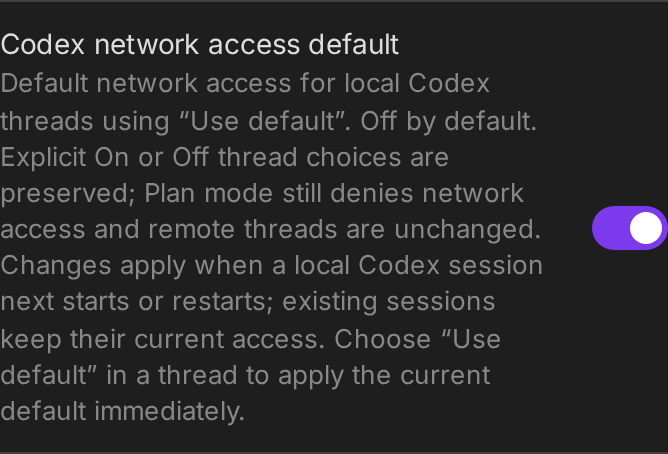 Codex network access default
Default network access for local Codex
threads using “Use default”. Off by default.
Explicit On or Off thread choices are
preserved; Plan mode still denies network
access and remote threads are unchanged.
Changes apply when a local Codex session
next starts or restarts; existing sessions
keep their current access. Choose “Use
default” in a thread to apply the current
default immediately.